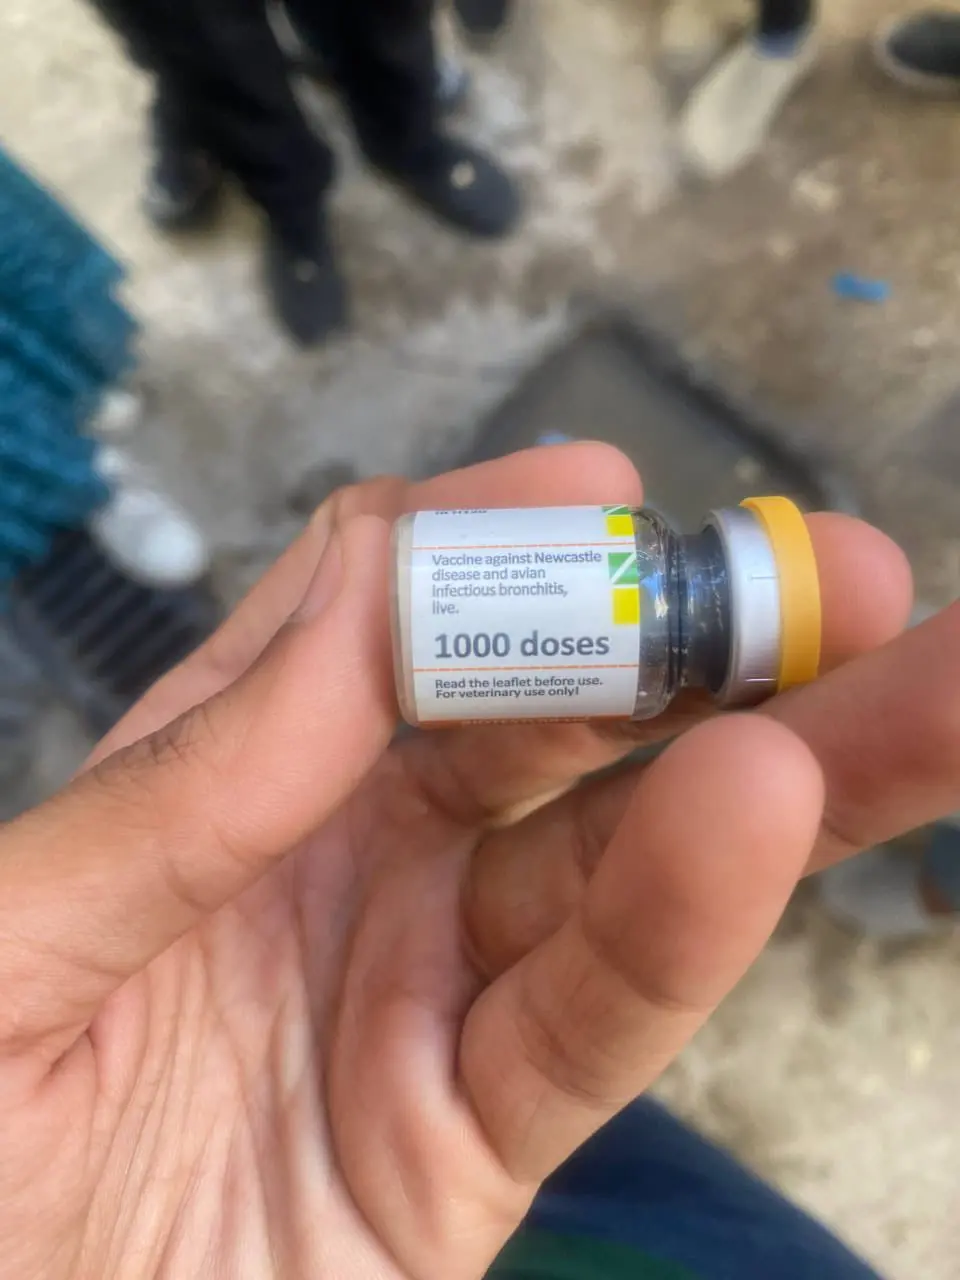 Vaccine against Newcastle
disease and avian
infectious bronchitis,
live.
1000 doses
Read the leaflet before use.
For veterinary use only!